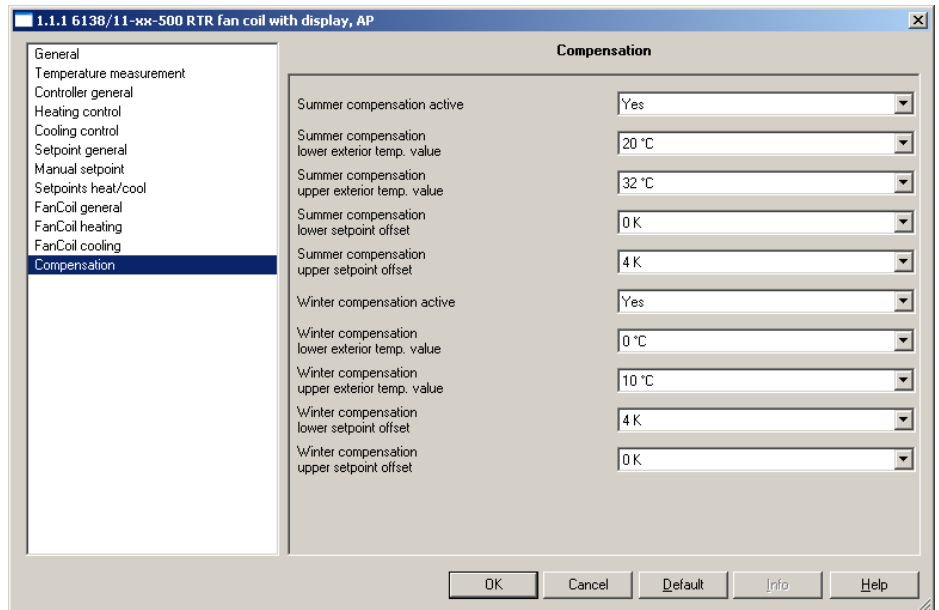 1.1.1 6138/11-xx-500 RTR fan coil with display, AP
General
Temperature measurement
Controller general
Heating control
Cooling control
Setpoint general
Manual setpoint
Setpoints heat/cool
FanCoil general
FanCoil heating
FanCoil cooling
Compensation
Compensation
Summer compensation active
Yes
Summer compensation
lower exterior temp. value
20 °C
Summer compensation
upper exterior temp. value
32 °C
Summer compensation
lower setpoint offset
0 K
Summer compensation
upper setpoint offset
4 K
Winter compensation active
Yes
Winter compensation
lower exterior temp. value
0 °C
Winter compensation
upper exterior temp. value
10 °C
Winter compensation
lower setpoint offset
4 K
Winter compensation
upper setpoint offset
0 K
OK Cancel Default Info Help